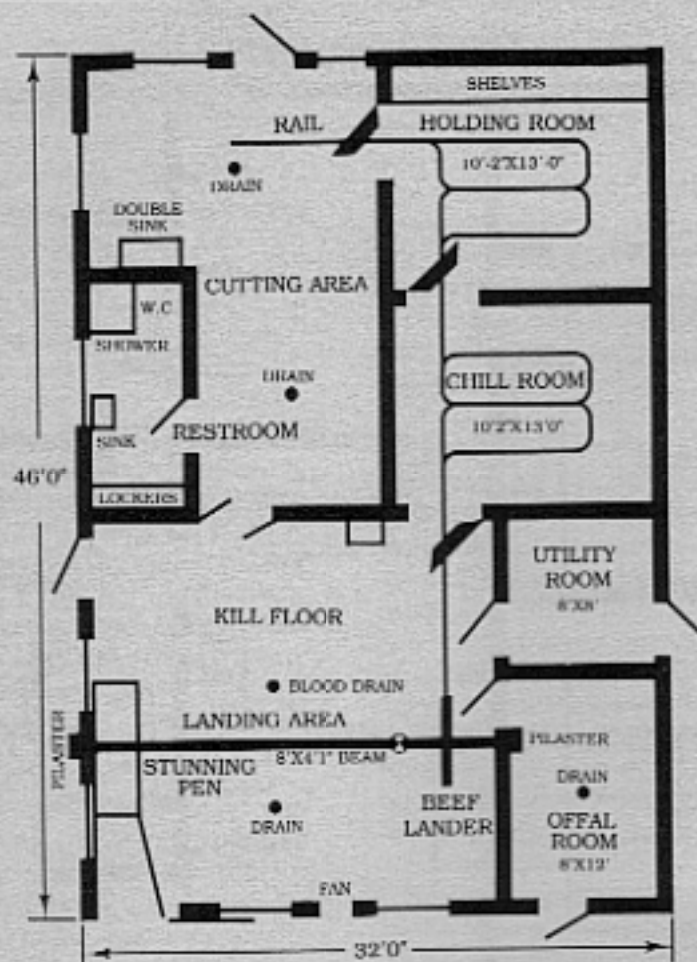 SHELVES
RAIL
HOLDING ROOM
10'-2"X13'-0"
DRAIN
DOUBLE
SINK
CUTTING AREA
W.C
SHOWER
DRAIN
CHILL ROOM
10'2"X13'0"
RESTROOM
SINK
46'0"
LOCKERS
UTILITY
ROOM
8'X8'
KILL FLOOR
BLOOD DRAIN
LANDING AREA
PILASTER
8'X4'1" BEAM
PILASTER
STUNNING
PEN
DRAIN
DRAIN
BEEF
LANDER
OFFAL
ROOM
8'X12'
FAN
32'0"